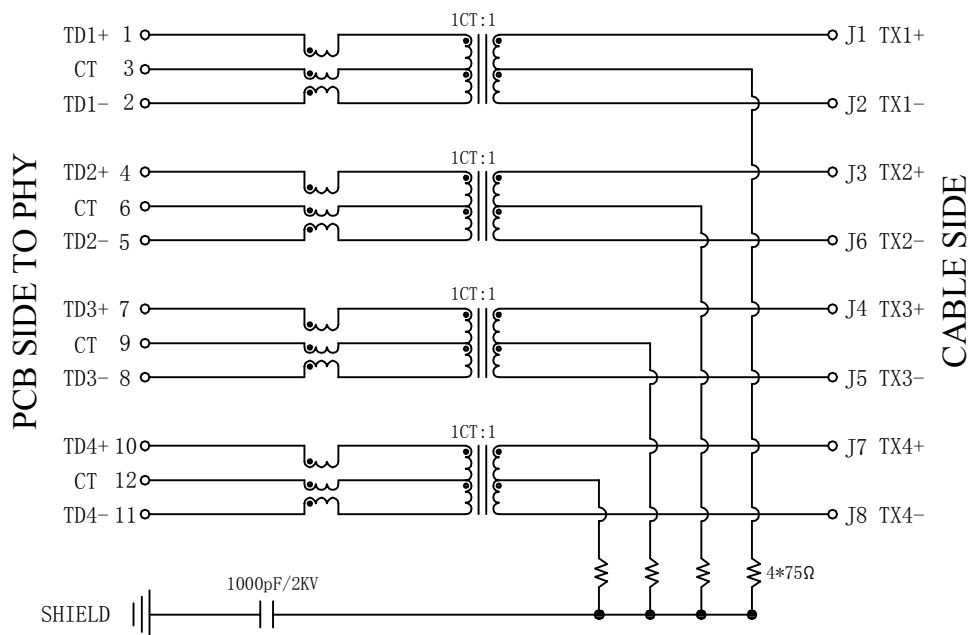 1CT:1
TD1+ 1 J1 TX1+
CT 3
TD1- 2 J2 TX1-
1CT:1
TD2+ 4 J3 TX2+
CT 6
TD2- 5 J6 TX2-
1CT:1
TD3+ 7 J4 TX3+
CT 9
TD3- 8 J5 TX3-
1CT:1
TD4+ 10 J7 TX4+
CT 12
TD4- 11 J8 TX4-
4*75Ω
1000pF/2KV
SHIELD
PCB SIDE TO PHY
CABLE SIDE